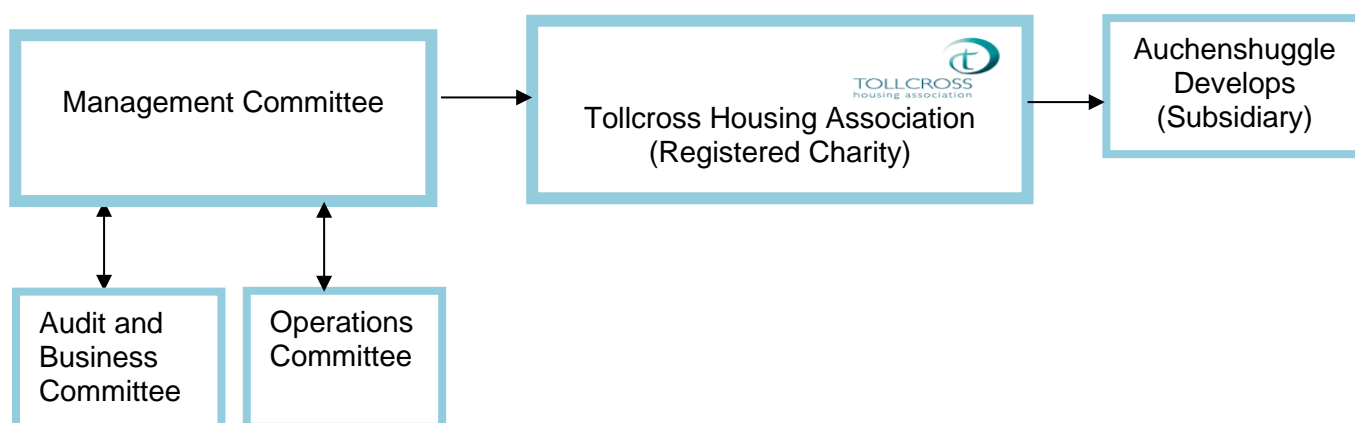 Management Committee
TOLLCROSS
housing association
Tollcross Housing Association
(Registered Charity)
Auchenshuggle
Develops
(Subsidiary)
Audit and
Business
Committee
Operations
Committee